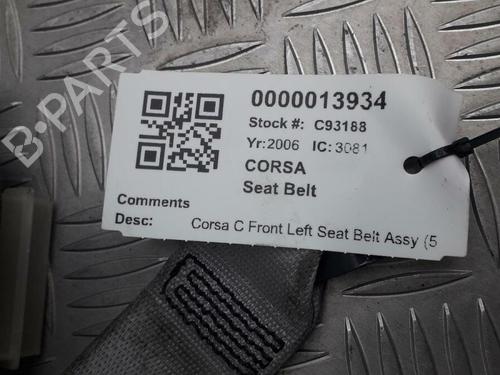 B-PARTS
0000013934
Stock #: C93188
Yr:2006 IC: 3081
CORSA
Seat Belt
Comments
Desc: Corsa C Front Left Seat Belt Assy (5